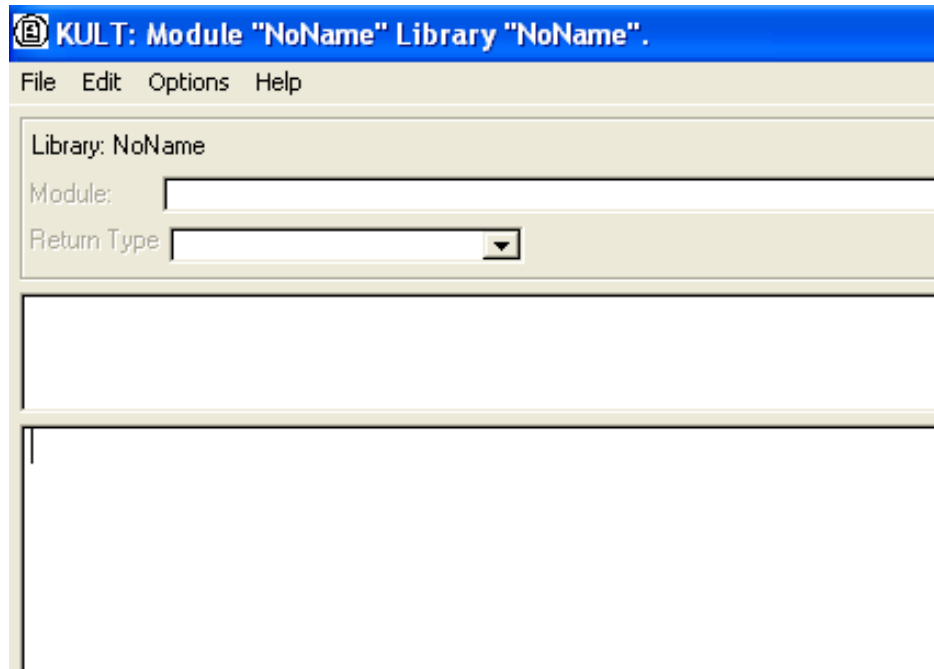 KULT: Module "NoName" Library "NoName".
File Edit Options Help
Library: NoName
Module:
Return Type